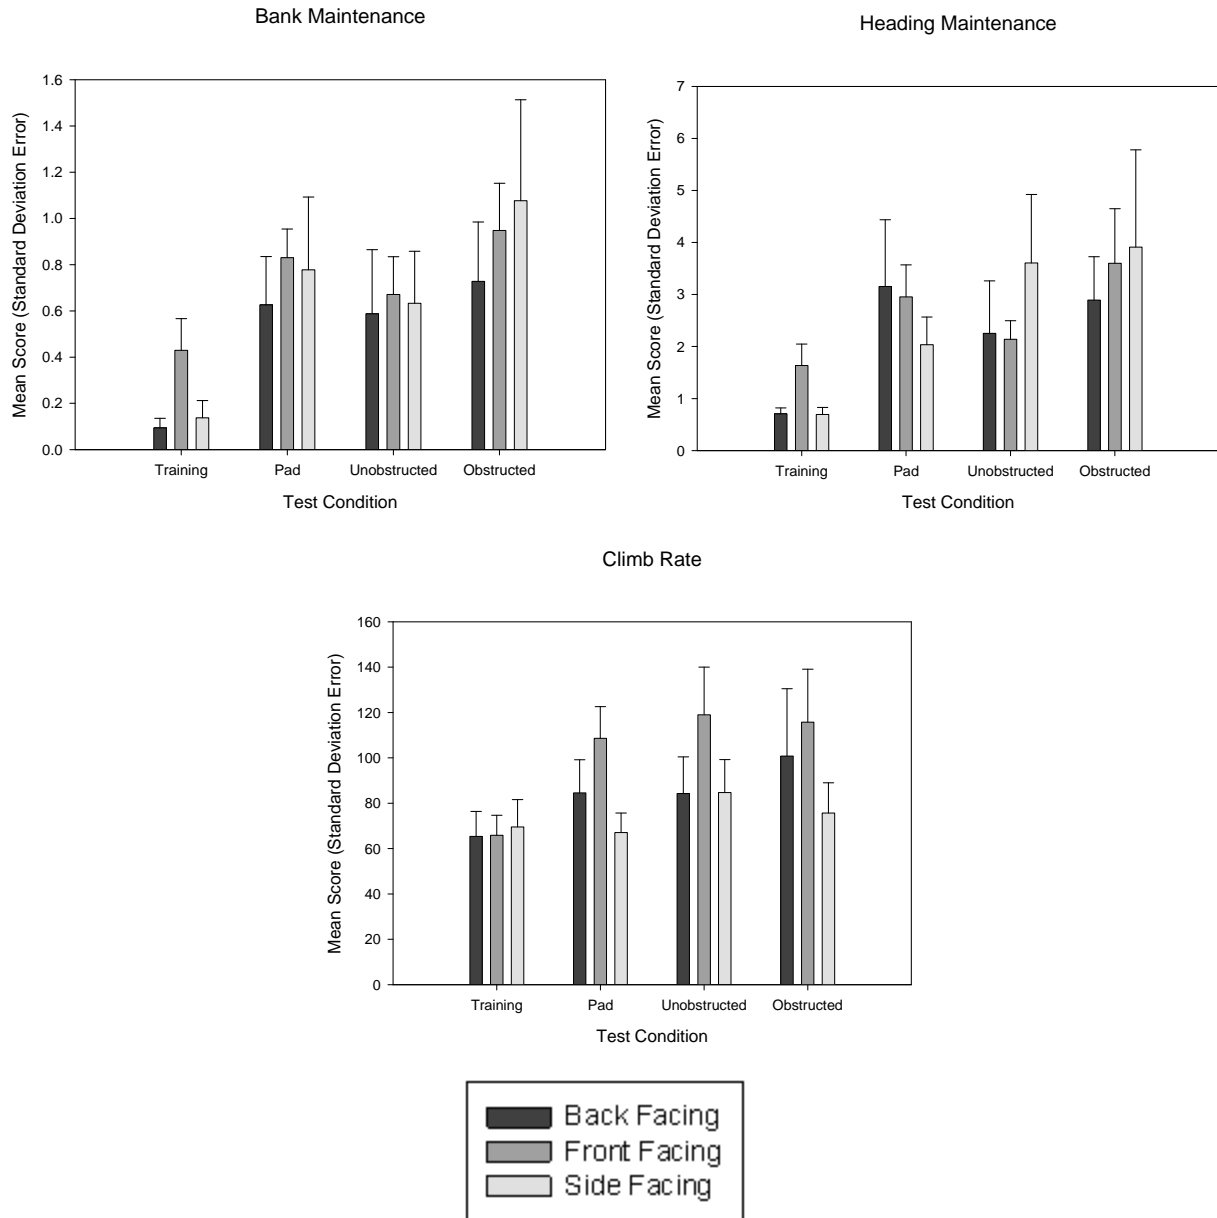 Bank Maintenance
Mean Score (Standard Deviation Error)
1.6
1.4
1.2
1.0
0.8
0.6
0.4
0.2
0.0
Training Pad Unobstructed Obstructed
Test Condition
Heading Maintenance
Mean Score (Standard Deviation Error)
7
6
5
4
3
2
1
0
Training Pad Unobstructed Obstructed
Test Condition
Climb Rate
Mean Score (Standard Deviation Error)
160
140
120
100
80
60
40
20
0
Training Pad Unobstructed Obstructed
Test Condition
Back Facing
Front Facing
Side Facing